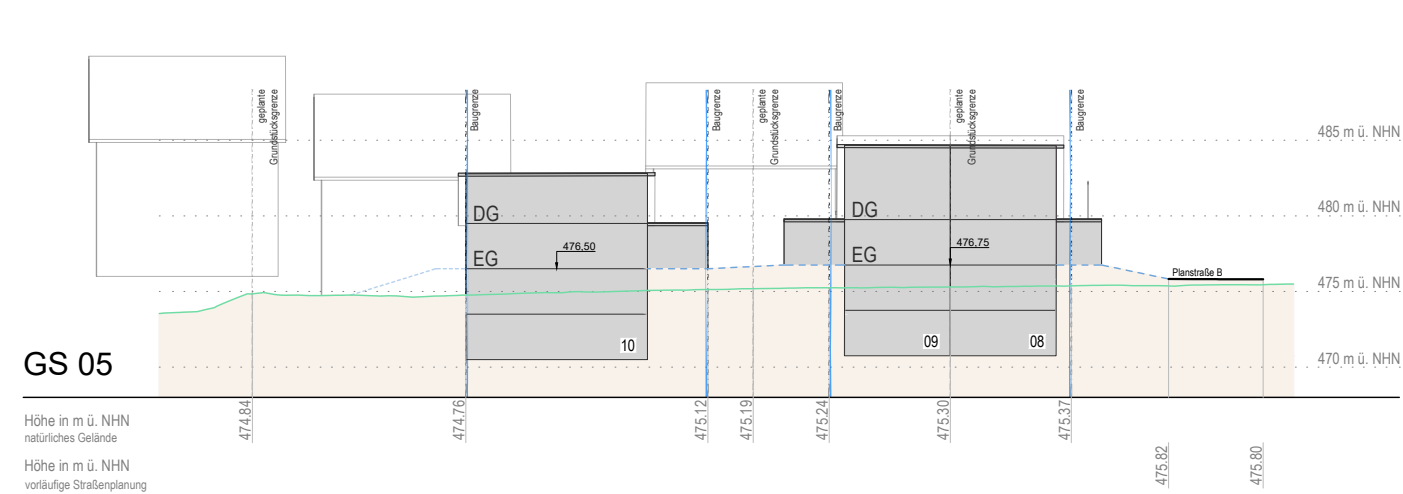 geplante
Grundstücksgrenze
Baugrenze
Baugrenze
geplante
Grundstücksgrenze
Baugrenze
geplante
Grundstücksgrenze
Baugrenze
485 m ü. NHN
480 m ü. NHN
475 m ü. NHN
470 m ü. NHN
DG
EG
476,50
10
DG
EG
476,75
09
08
Planstraße B
GS 05
Höhe in m ü. NHN
natürliches Gelände
474.84
474.76
475.12
475.19
475.24
475.30
475.37
Höhe in m ü. NHN
vorläufige Straßenplanung
475.82
475.80